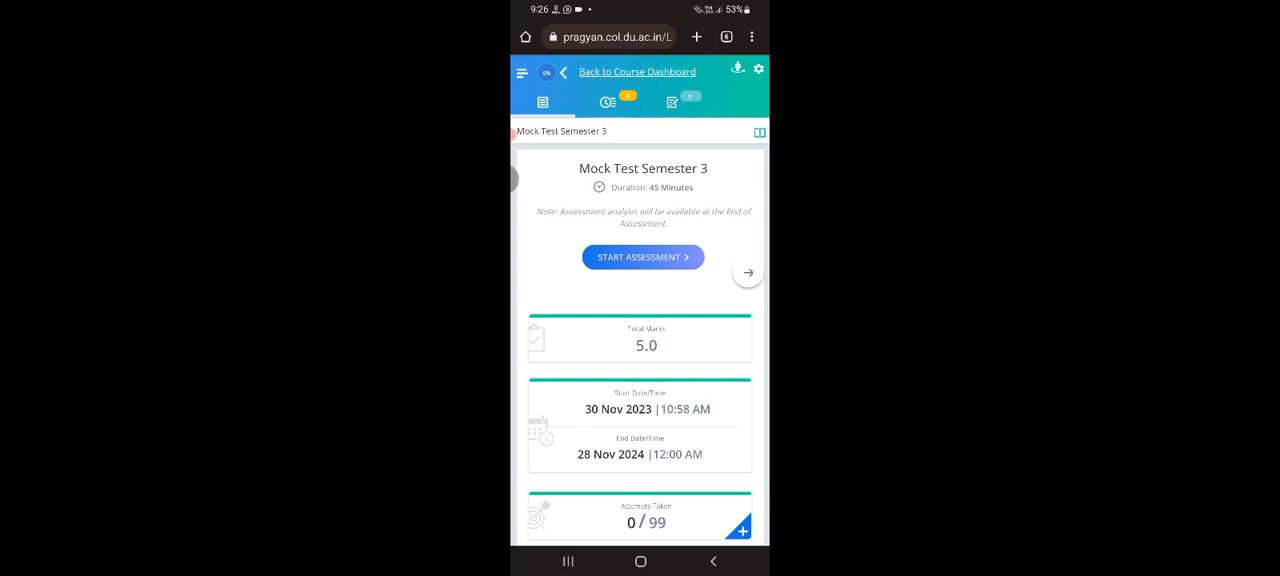 9:26 53%
pragyan.col.du.ac.in/L 6
0% Back to Course Dashboard
6 0
Mock Test Semester 3
Mock Test Semester 3
Duration: 45 Minutes
Note: Assessment analysis will be available at the End of
Assessment.
START ASSESSMENT
Total Marks
5.0
Start Date/Time
30 Nov 2023 |10:58 AM
End Date/Time
28 Nov 2024 |12:00 AM
Attempts Taken
0 / 99